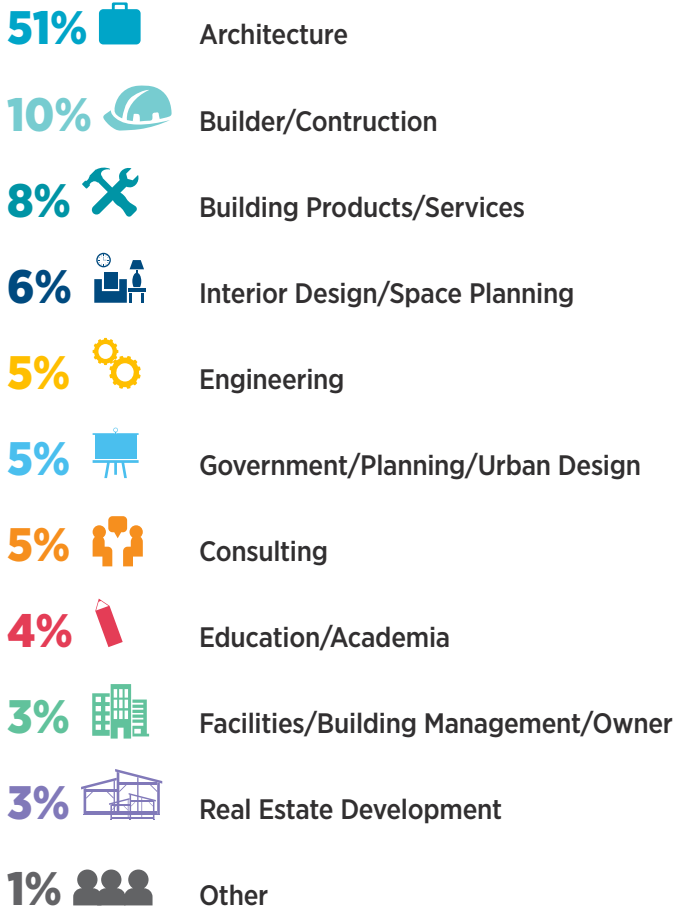 51% Architecture
10% Builder/Contruction
8% Building Products/Services
6% Interior Design/Space Planning
5% Engineering
5% Government/Planning/Urban Design
5% Consulting
4% Education/Academia
3% Facilities/Building Management/Owner
3% Real Estate Development
1% Other